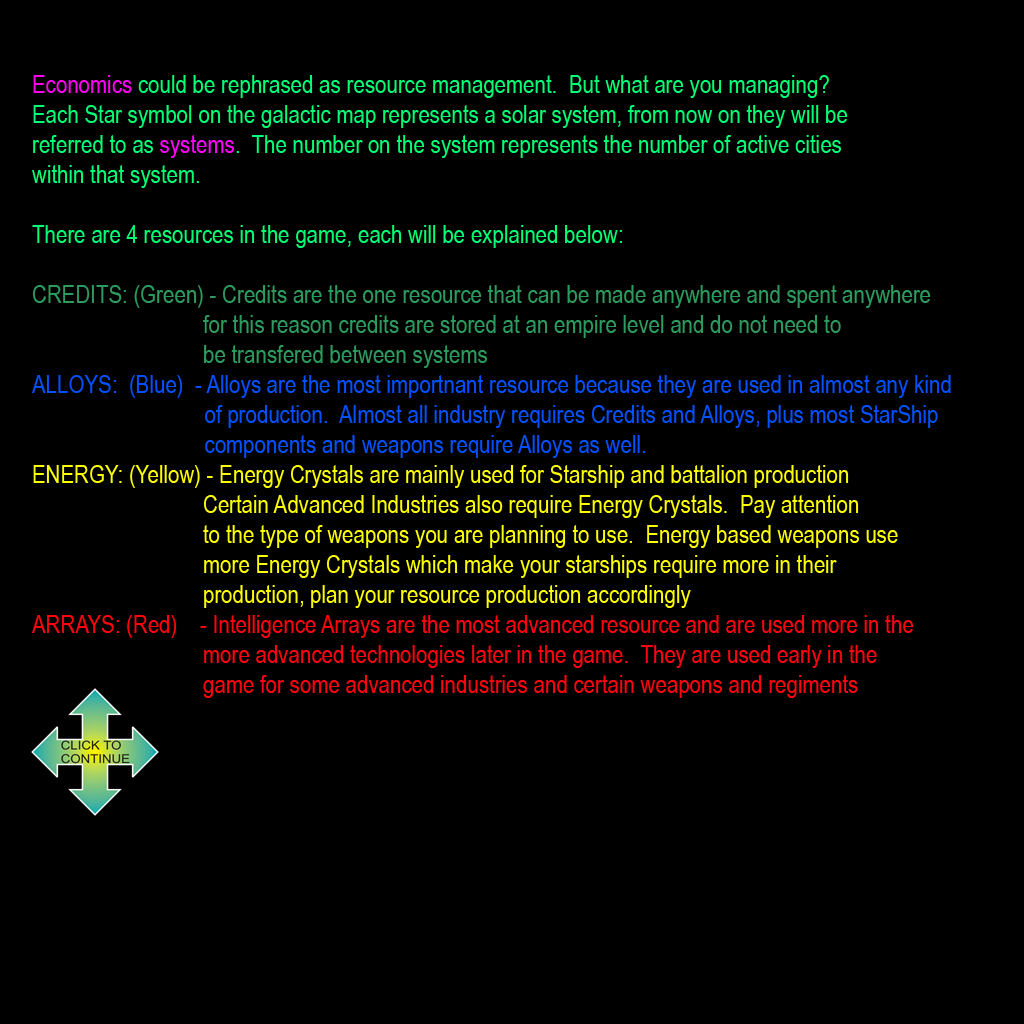 Economics could be rephrased as resource management.  But what are you managing?
Each Star symbol on the galactic map represents a solar system, from now on they will be
referred to as systems.  The number on the system represents the number of active cities
within that system.
There are 4 resources in the game, each will be explained below:
CREDITS: (Green) - Credits are the one resource that can be made anywhere and spent anywhere
for this reason credits are stored at an empire level and do not need to
be transfered between systems
ALLOYS:  (Blue)  - Alloys are the most importnant resource because they are used in almost any kind
of production.  Almost all industry requires Credits and Alloys, plus most StarShip
components and weapons require Alloys as well.
ENERGY: (Yellow) - Energy Crystals are mainly used for Starship and battalion production
Certain Advanced Industries also require Energy Crystals.  Pay attention
to the type of weapons you are planning to use.  Energy based weapons use
more Energy Crystals which make your starships require more in their
production, plan your resource production accordingly
ARRAYS: (Red)    - Intelligence Arrays are the most advanced resource and are used more in the
more advanced technologies later in the game.  They are used early in the
game for some advanced industries and certain weapons and regiments
CLICK TO
CONTINUE